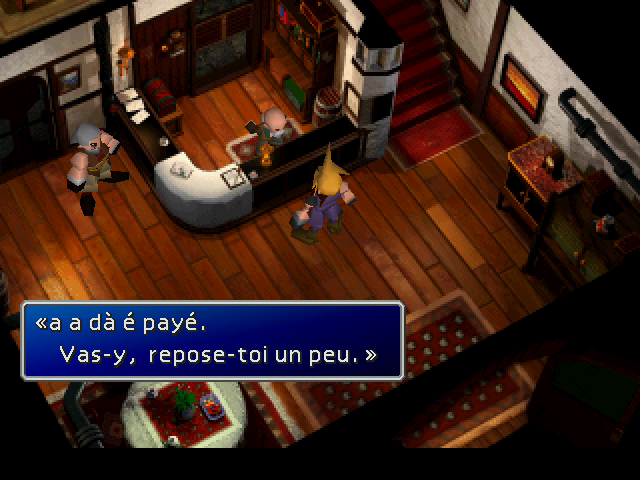 «a a dà é payé.
Vas-y, repose-toi un peu.»